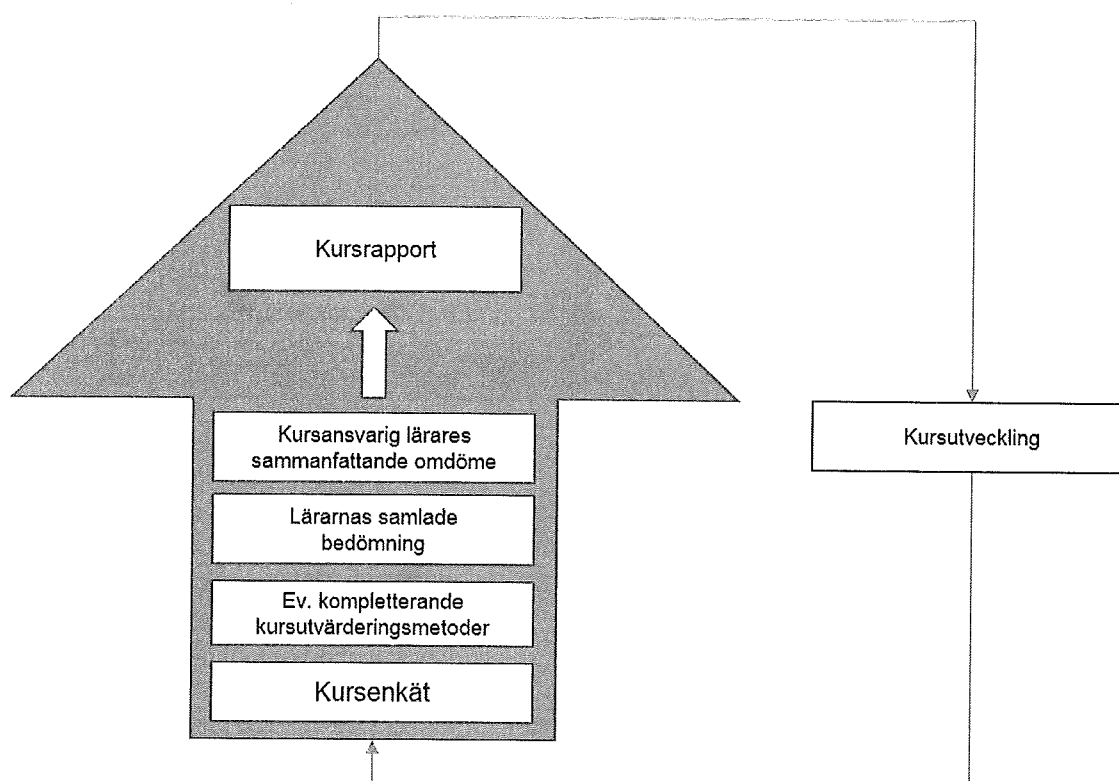 Kursrapport
Kursansvarig lärares
sammanfattande omdöme
Lärarnas samlade
bedömning
Ev. kompletterande
kursutvärderingsmetoder
Kursenkät
Kursutveckling